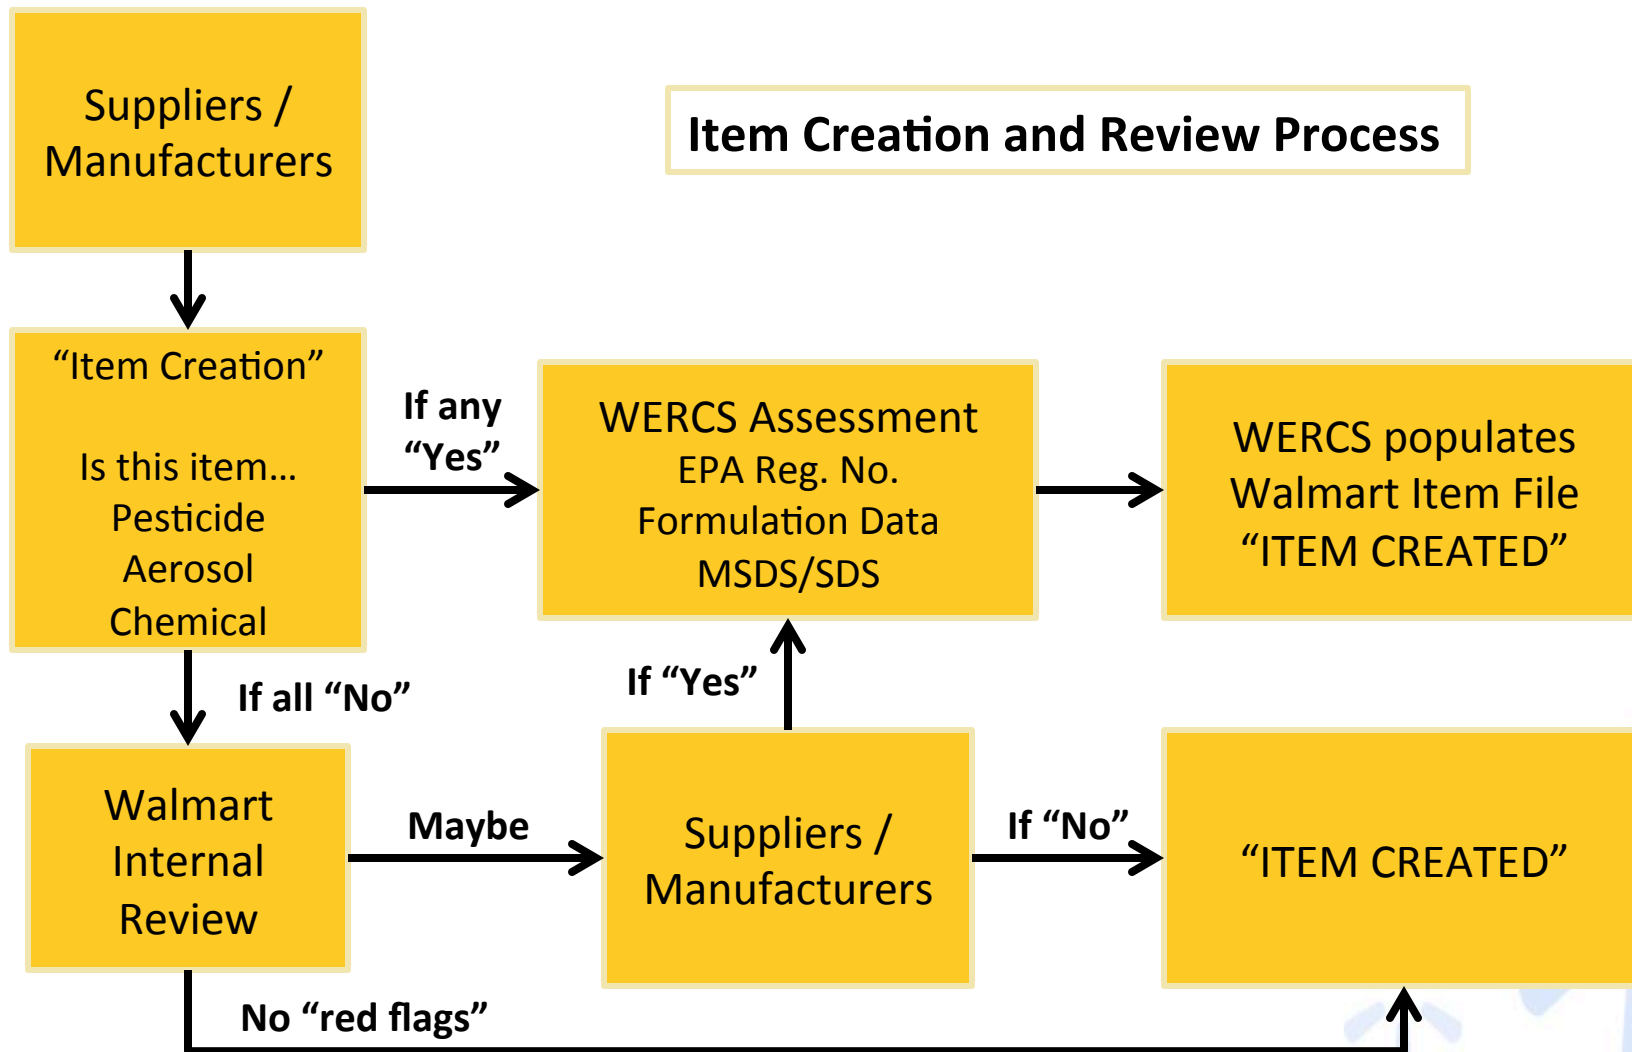 Suppliers /
Manufacturers
Item Creation and Review Process
“Item Creation”
Is this item…
Pesticide
Aerosol
Chemical
If any
“Yes”
WERCS Assessment
EPA Reg. No.
Formulation Data
MSDS/SDS
WERCS populates
Walmart Item File
“ITEM CREATED”
If all “No”
If “Yes”
Walmart
Internal
Review
Maybe
Suppliers /
Manufacturers
If “No”
“ITEM CREATED”
No “red flags”